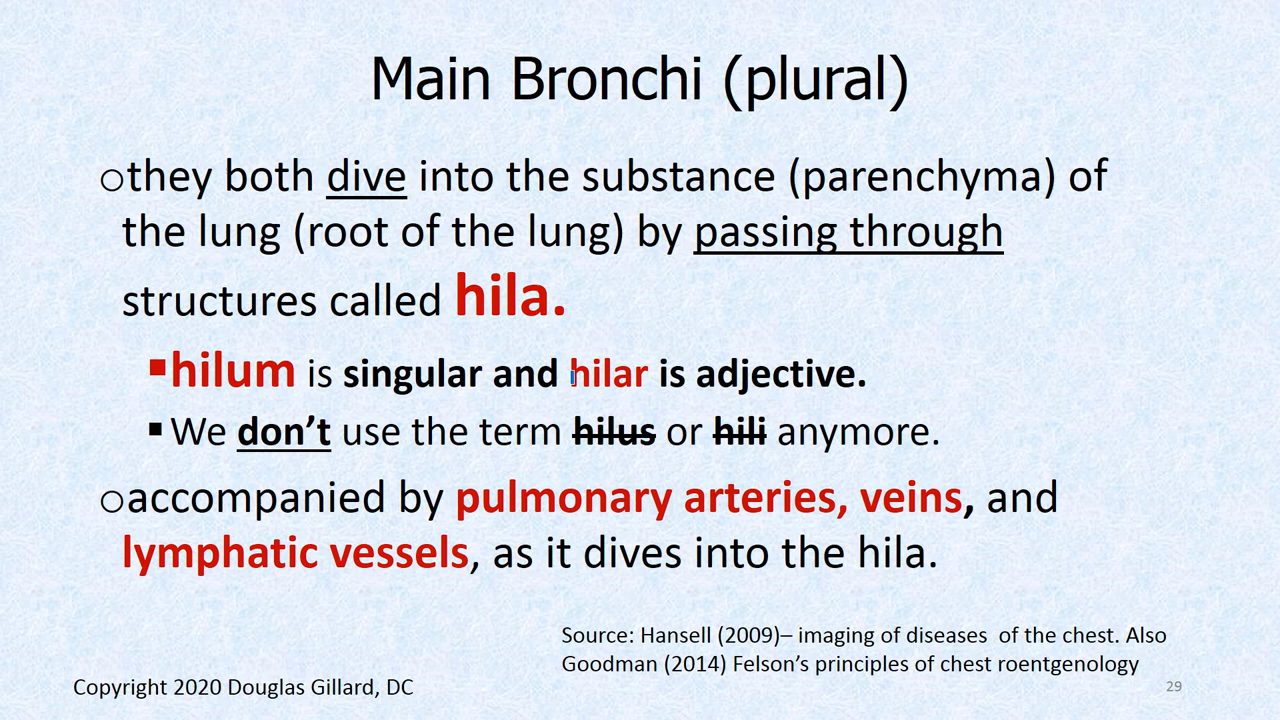 Main Bronchi (plural)
they both dive into the substance (parenchyma) of
the lung (root of the lung) by passing through
structures called hila.
hilum is singular and hilar is adjective.
We don’t use the term hilus or hili anymore.
accompanied by pulmonary arteries, veins, and
lymphatic vessels, as it dives into the hila.
Source: Hansell (2009)– imaging of diseases  of the chest. Also
Goodman (2014) Felson’s principles of chest roentgenology
Copyright 2020 Douglas Gillard, DC
29